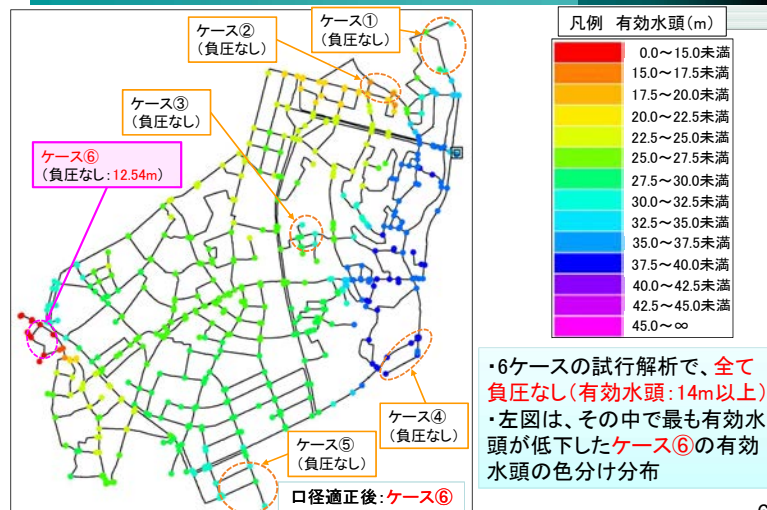 ケース①
(負圧なし)
ケース②
(負圧なし)
ケース③
(負圧なし)
ケース⑥
(負圧なし:12.54m)
ケース④
(負圧なし)
ケース⑤
(負圧なし)
口径適正後:ケース⑥
凡例 有効水頭(m)
0.0~15.0未満
15.0~17.5未満
17.5~20.0未満
20.0~22.5未満
22.5~25.0未満
25.0~27.5未満
27.5~30.0未満
30.0~32.5未満
32.5~35.0未満
35.0~37.5未満
37.5~40.0未満
40.0~42.5未満
42.5~45.0未満
45.0~∞
・6ケースの試行解析で、全て
負圧なし(有効水頭:14m以上)
・左図は、その中で最も有効水
頭が低下したケース⑥の有効
水頭の色分け分布